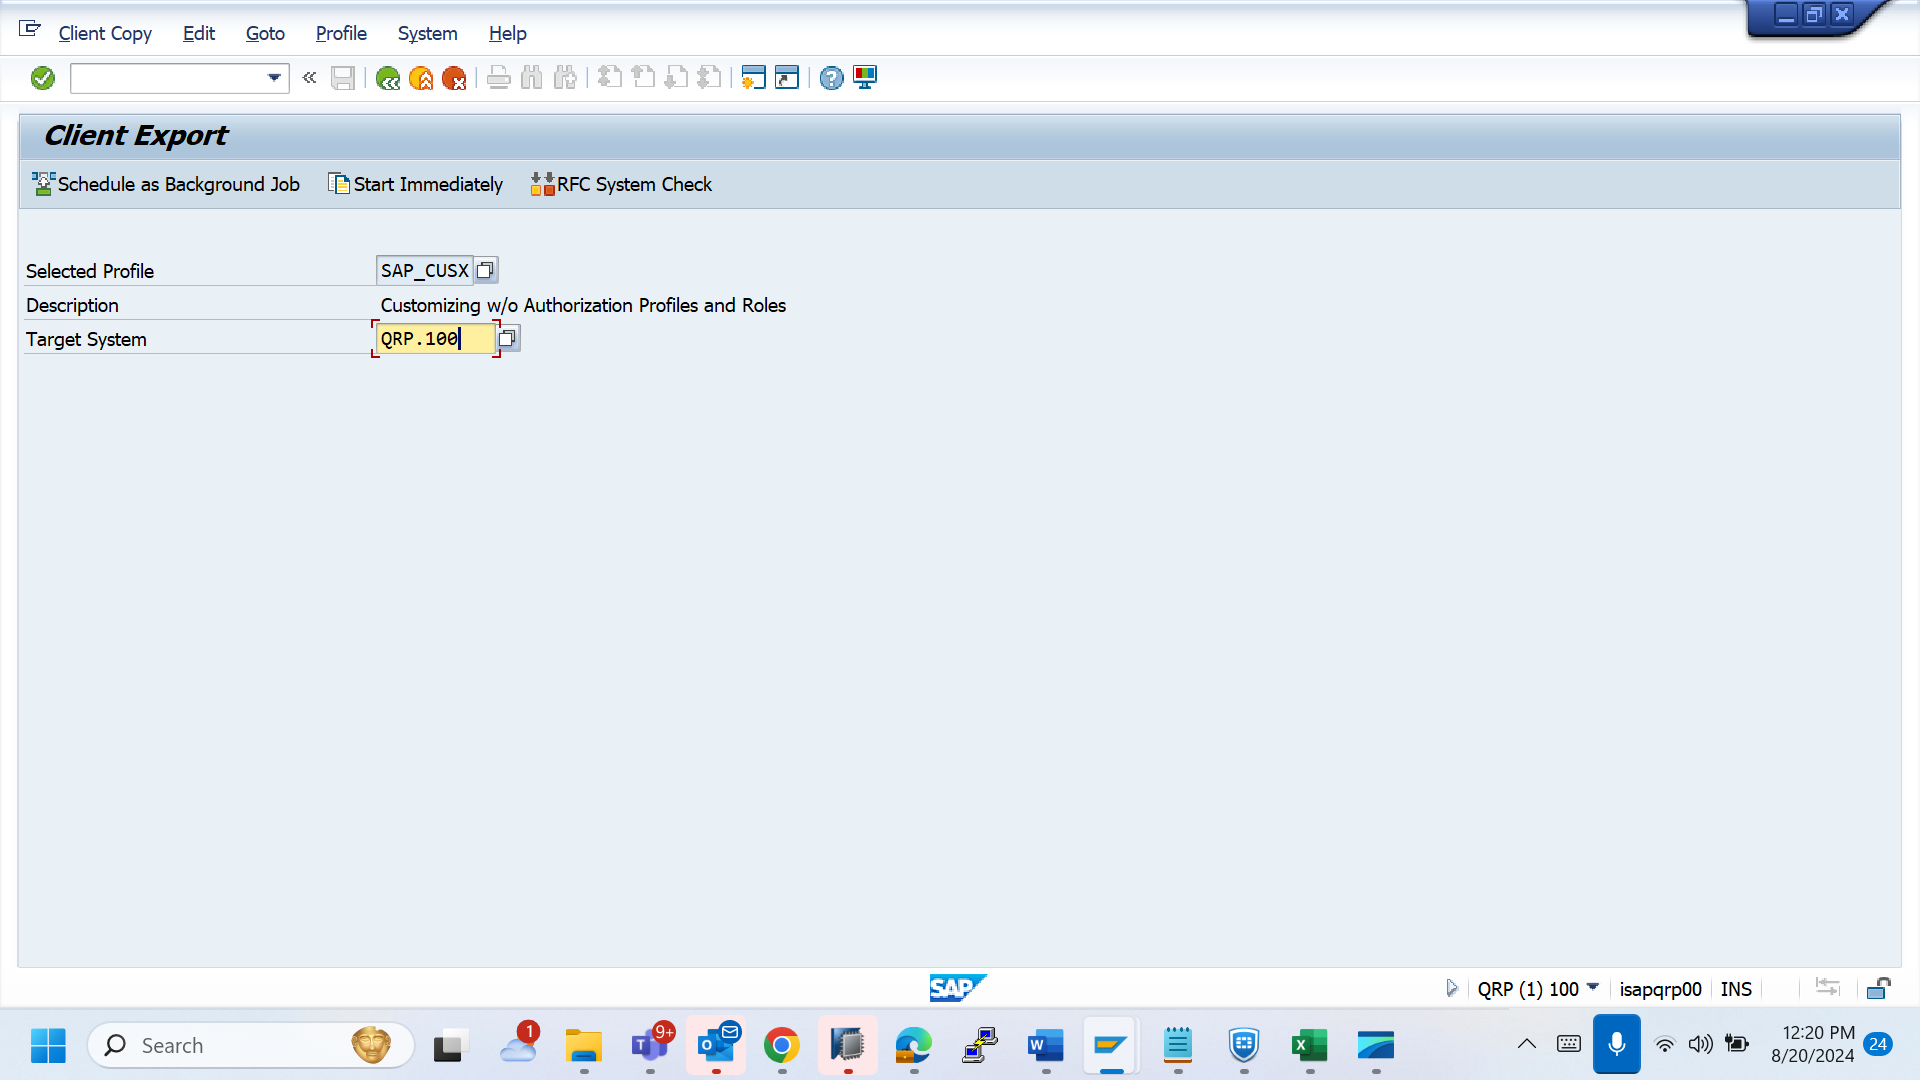 Client Copy Edit Goto Profile System Help
Client Export
Schedule as Background Job Start Immediately RFC System Check
Selected Profile SAP_CUSX
Description Customizing w/o Authorization Profiles and Roles
Target System QRP.100
SAP QRP (1) 100 isapqrp00 INS
Search 1 9+ 12:20 PM
8/20/2024 24